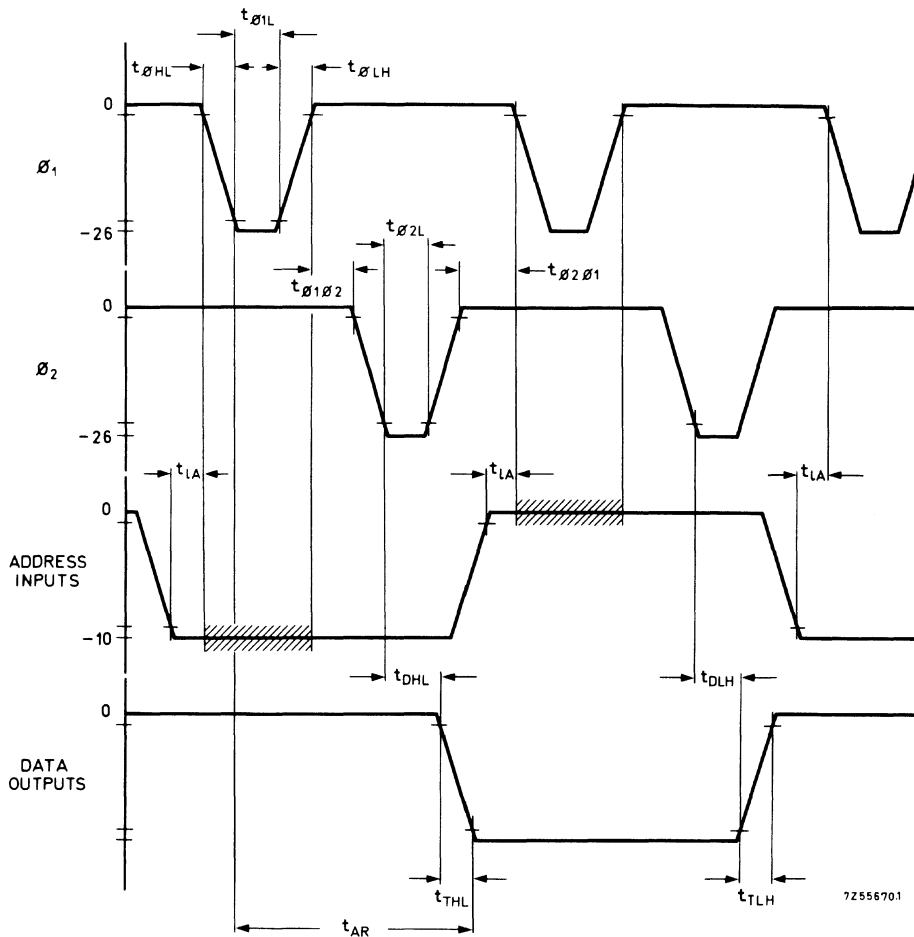 tØ1L
tØHL
tØLH
0
Ø1
-26
tØ2L
tØ1Ø2
tØ2Ø1
0
Ø2
-26
tlA
tlA
tlA
0
ADDRESS
INPUTS
-10
tDHL
tDLH
0
DATA
OUTPUTS
tTHL
tTLH
7Z55670.1
tAR